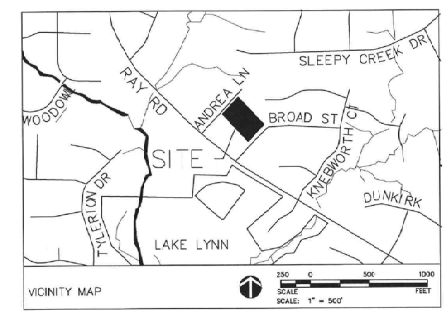 SLEEPY CREEK DR
RAY RD
ANDREA LN
WOODOW
BROAD ST
SITE
KNEBWORTH CT
TYLERTON DR
DUNKIRK
LAKE LYNN
VICINITY MAP
250 0 500 1000
SCALE FEET
SCALE: 1" = 500'